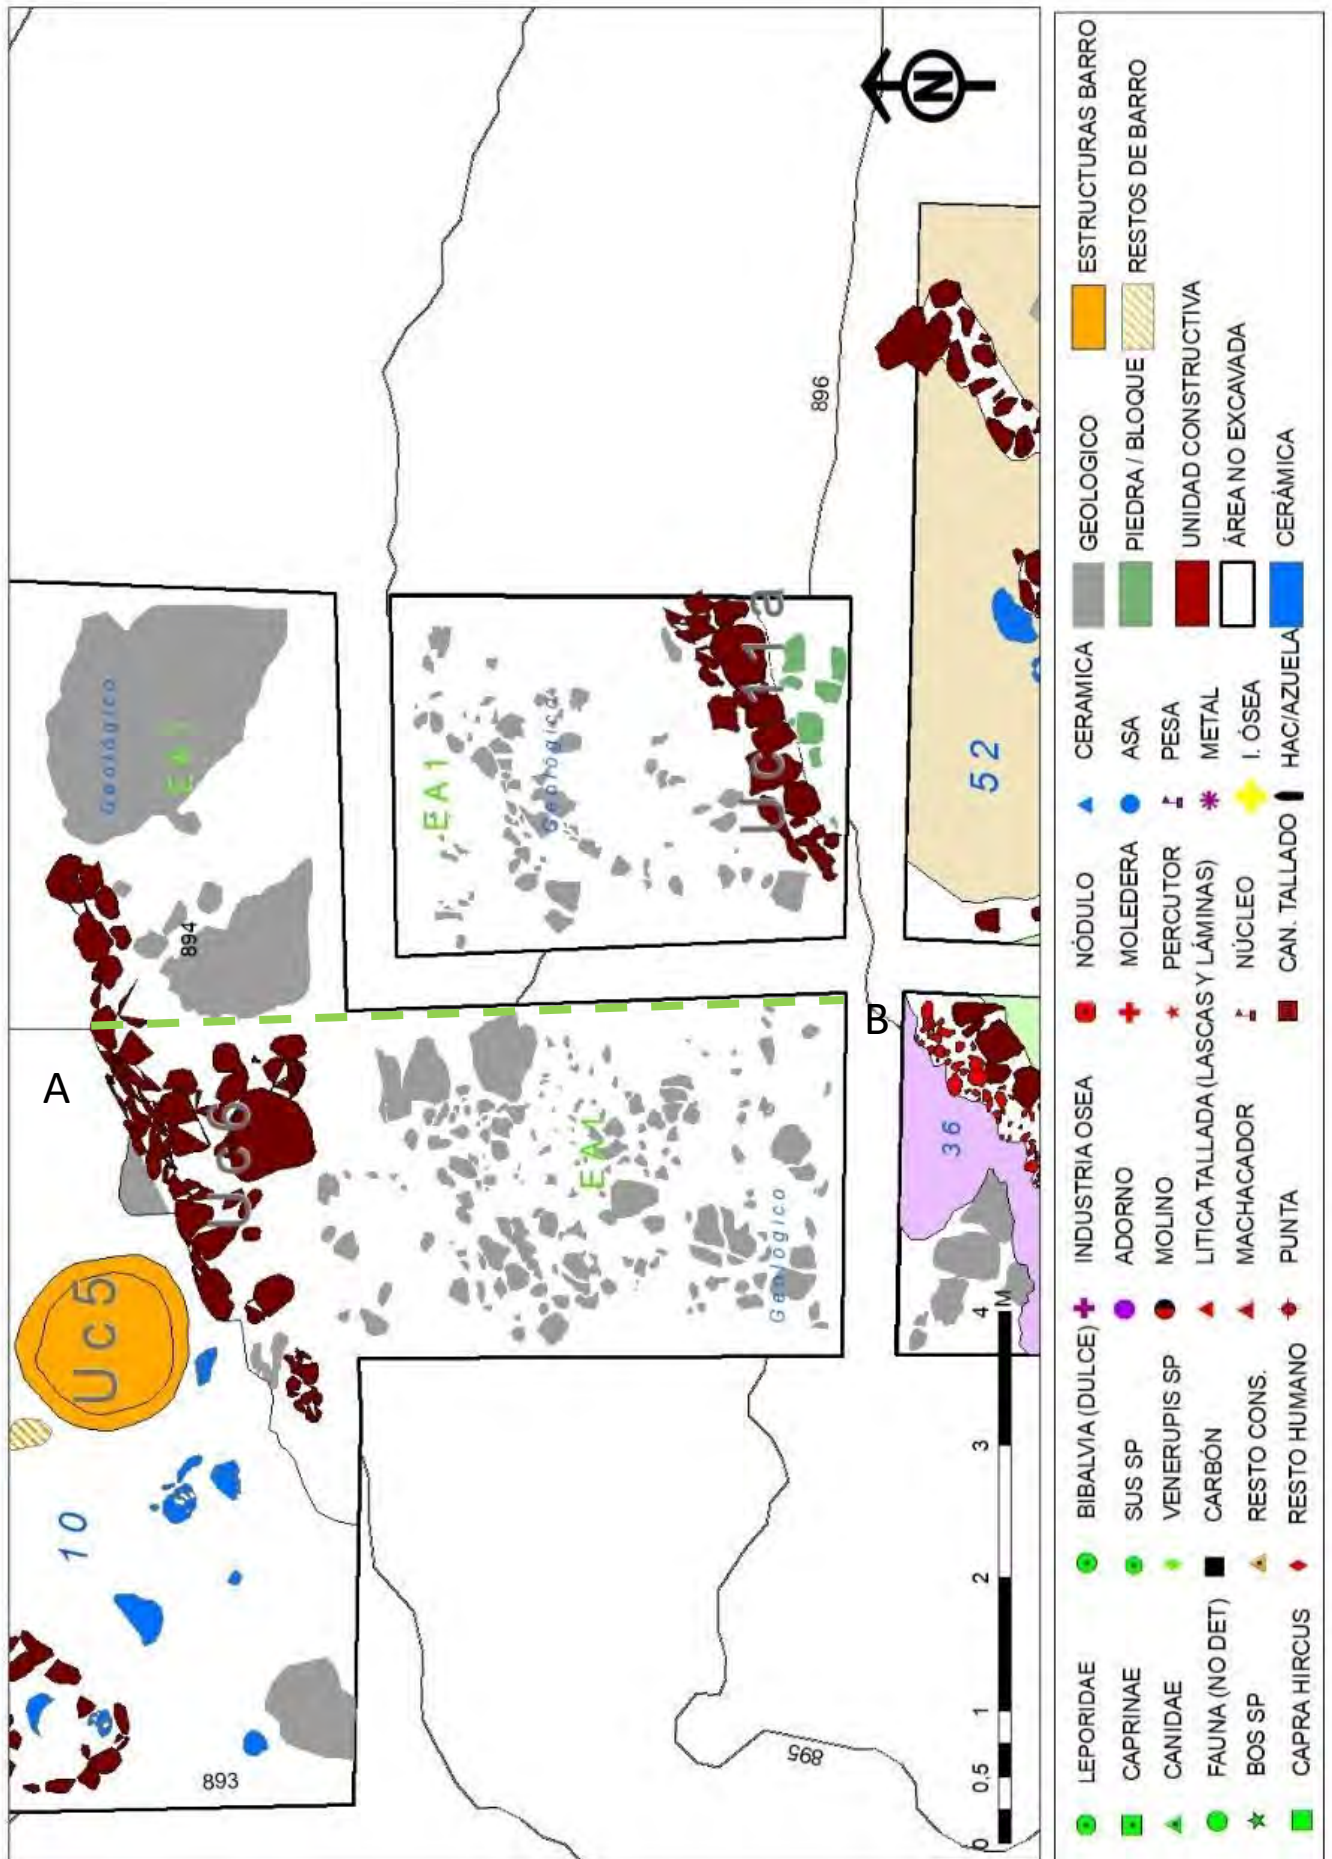 N
Geológico
EA1
894
A
Uc6
Uc5
10
893
EA1
Geológico
Uc11a
896
EA1
Geológico
B
52
36
895
0 0.5 1 2 3 4
M
LEPORIDAE
CAPRINAE
CANIDAE
FAUNA (NO DET)
BOS SP
CAPRA HIRCUS
BIBALVIA (DULCE)
SUS SP
VENERUPIS SP
CARBÓN
RESTO CONS.
RESTO HUMANO
INDUSTRIA OSEA
ADORNO
MOLINO
LITICA TALLADA (LASCAS Y LÁMINAS)
MACHACADOR
PUNTA
NÓDULO
MOLEDERA
PERCUTOR
NÚCLEO
CAN. TALLADO
CERAMICA
ASA
PESA
METAL
I. ÓSEA
HAC/AZUELA
GEOLOGICO
PIEDRA / BLOQUE
UNIDAD CONSTRUCTIVA
ÁREA NO EXCAVADA
CERÁMICA
ESTRUCTURAS BARRO
RESTOS DE BARRO